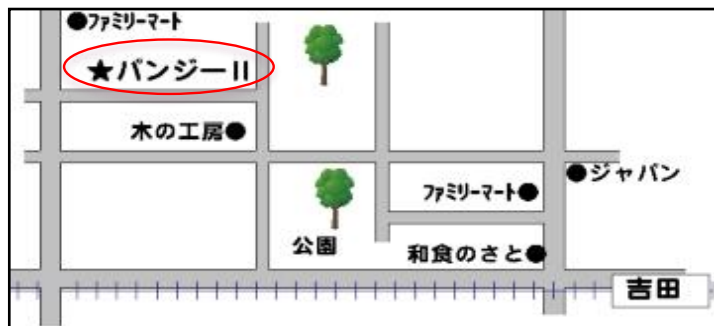 ●ファミリーマート
★パンジーⅡ
木の工房●
●ジャパン
ファミリーマート●
公園
和食のさと●
吉田